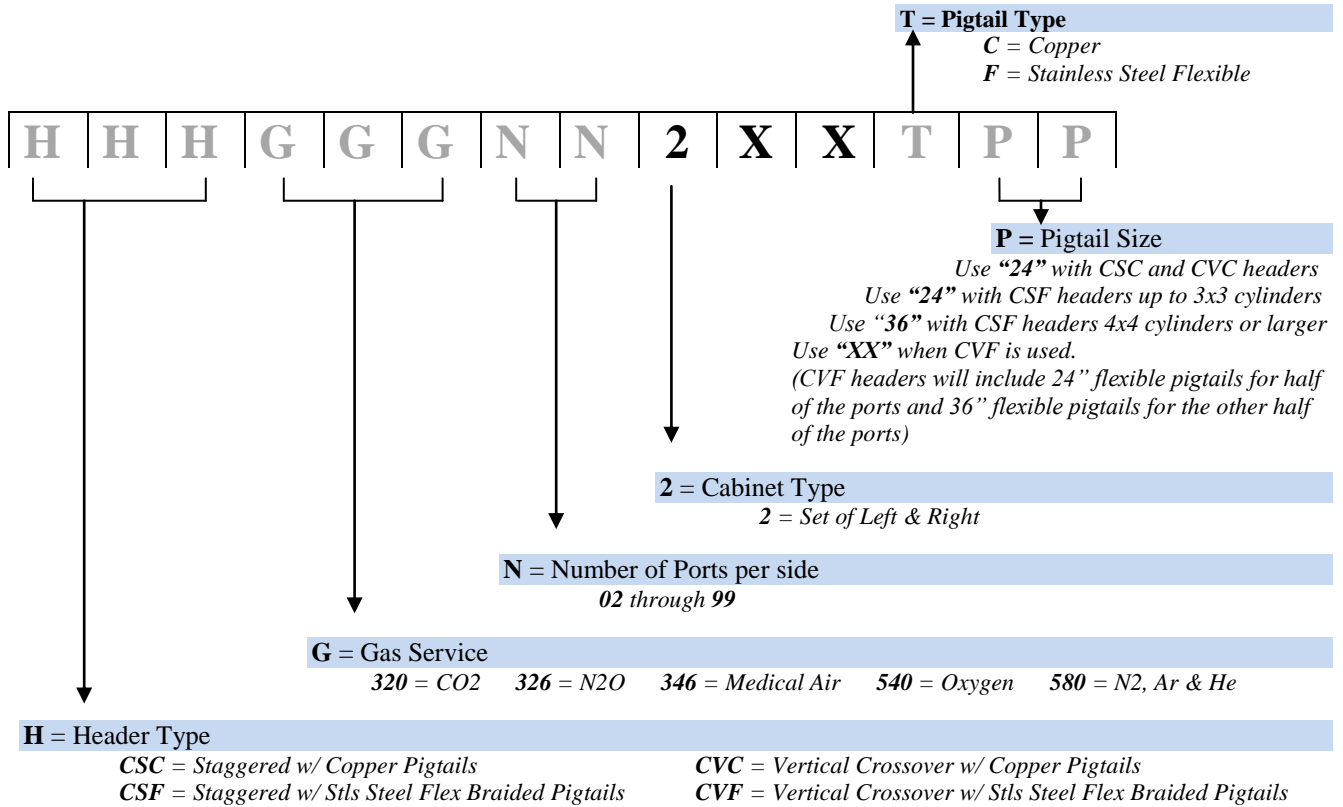 T = Pigtail Type
C = Copper
F = Stainless Steel Flexible
H H H G G G N N 2 X X T P P
P = Pigtail Size
Use “24” with CSC and CVC headers
Use “24” with CSF headers up to 3x3 cylinders
Use “36” with CSF headers 4x4 cylinders or larger
Use “XX” when CVF is used.
(CVF headers will include 24” flexible pigtails for half
of the ports and 36” flexible pigtails for the other half
of the ports)
2 = Cabinet Type
2 = Set of Left & Right
N = Number of Ports per side
02 through 99
G = Gas Service
320 = CO2 326 = N2O 346 = Medical Air 540 = Oxygen 580 = N2, Ar & He
H = Header Type
CSC = Staggered w/ Copper Pigtails CVC = Vertical Crossover w/ Copper Pigtails
CSF = Staggered w/ Stls Steel Flex Braided Pigtails CVF = Vertical Crossover w/ Stls Steel Flex Braided Pigtails